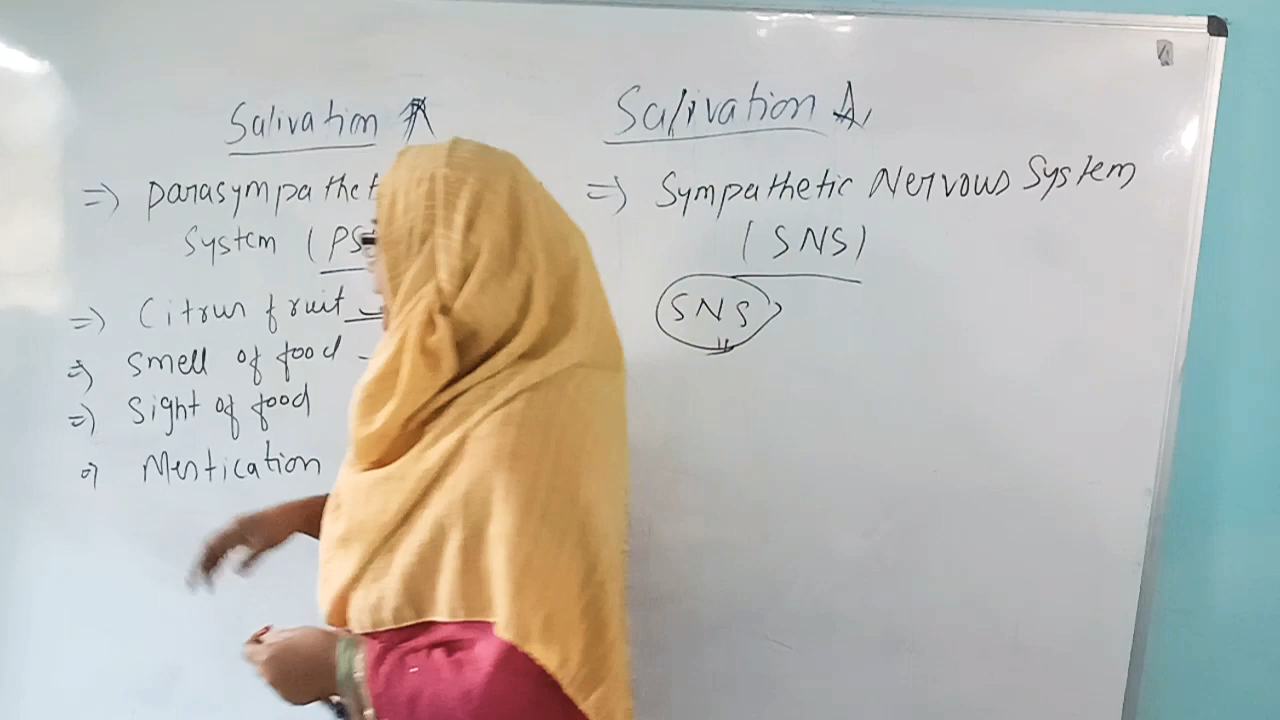 Salivation
=> Parasympathet
System (PS
=> Citrus fruit
=> Smell of food
=> Sight of food
=> Mestication
Salivation
=> Sympathetic Nervous System
(SNS)
SNS